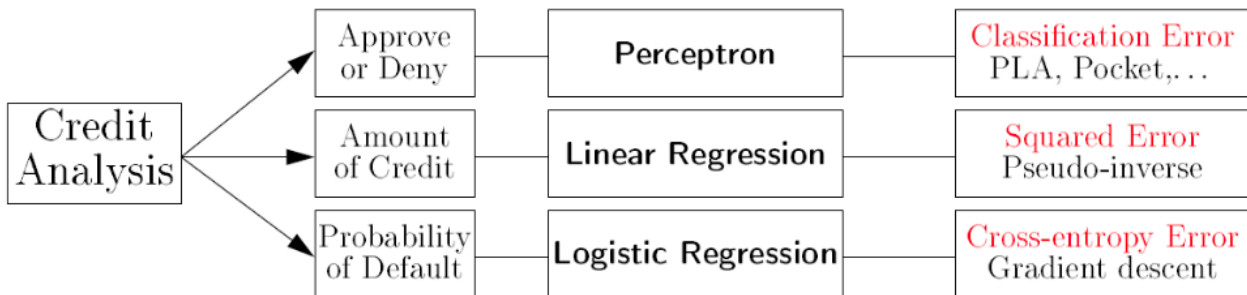 Credit
Analysis
Approve
or Deny
Perceptron
Classification Error
PLA, Pocket,...
Amount
of Credit
Linear Regression
Squared Error
Pseudo-inverse
Probability
of Default
Logistic Regression
Cross-entropy Error
Gradient descent